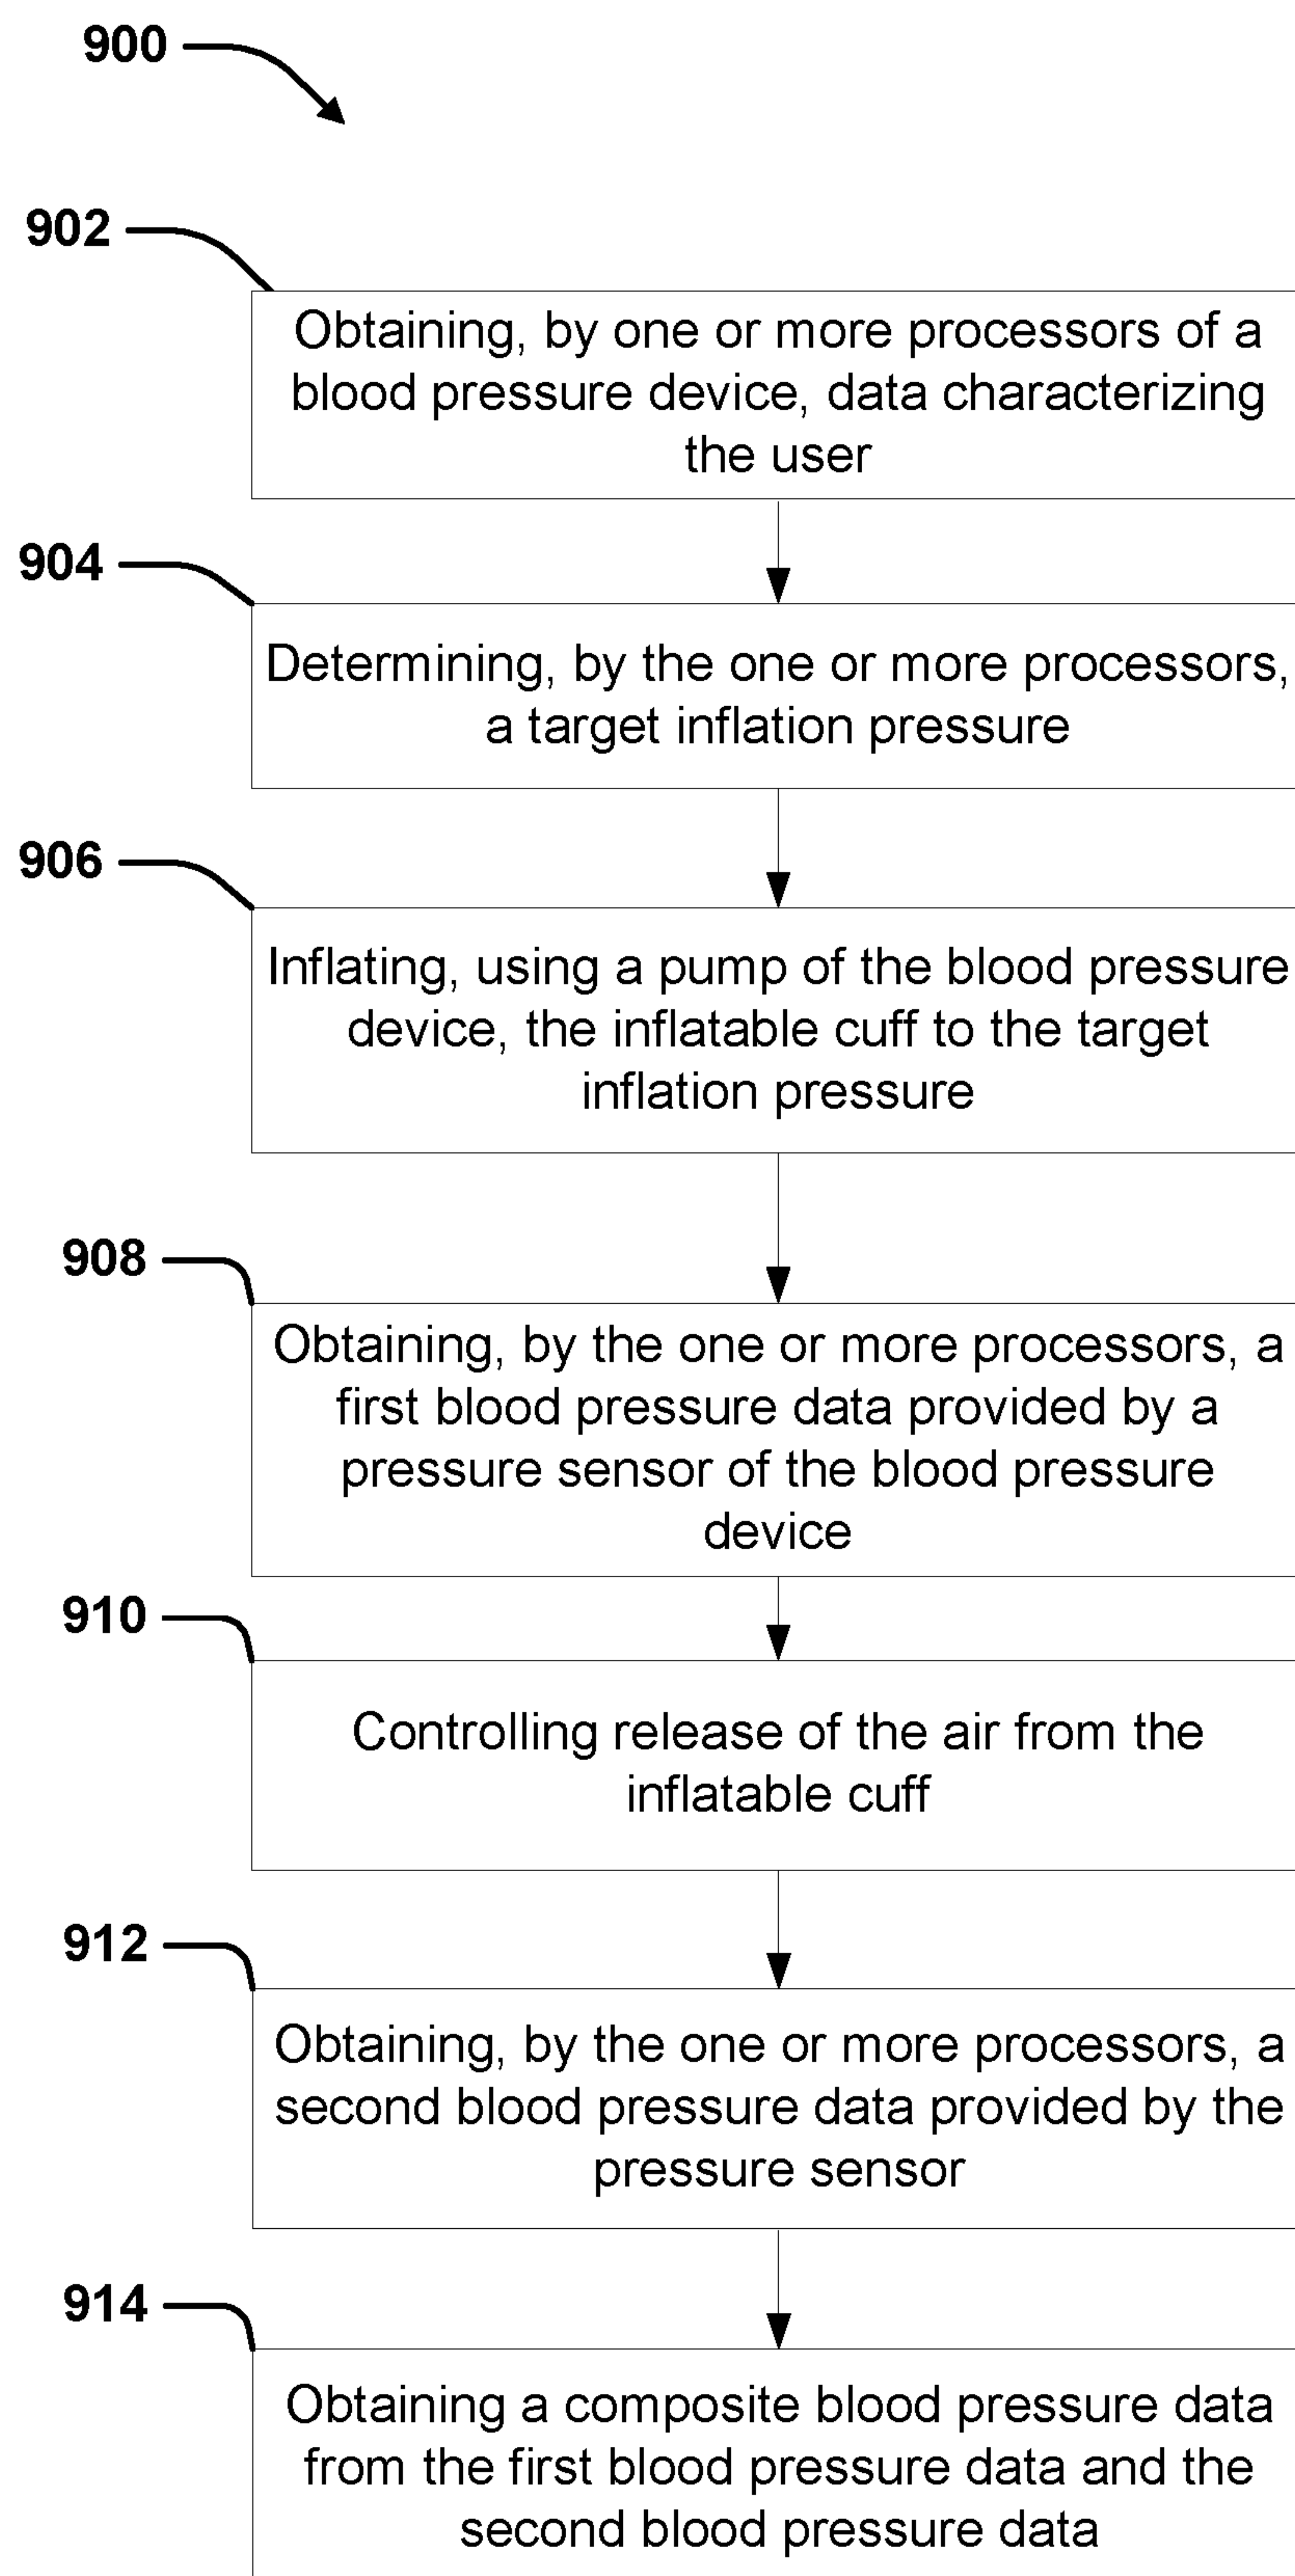 900
902
Obtaining, by one or more processors of a
blood pressure device, data characterizing
the user
904
Determining, by the one or more processors,
a target inflation pressure
906
Inflating, using a pump of the blood pressure
device, the inflatable cuff to the target
inflation pressure
908
Obtaining, by the one or more processors, a
first blood pressure data provided by a
pressure sensor of the blood pressure
device
910
Controlling release of the air from the
inflatable cuff
912
Obtaining, by the one or more processors, a
second blood pressure data provided by the
pressure sensor
914
Obtaining a composite blood pressure data
from the first blood pressure data and the
second blood pressure data